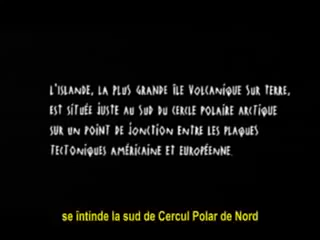 L'ISLANDE, LA PLUS GRANDE ÎLE VOLCANIQUE SUR TERRE,
EST SITUÉE JUSTE AU SUD DU CERCLE POLAIRE ARCTIQUE
SUR UN POINT DE JONCTION ENTRE LES PLAQUES
TECTONIQUES AMÉRICAINE ET EUROPÉENNE.
se întinde la sud de Cercul Polar de Nord